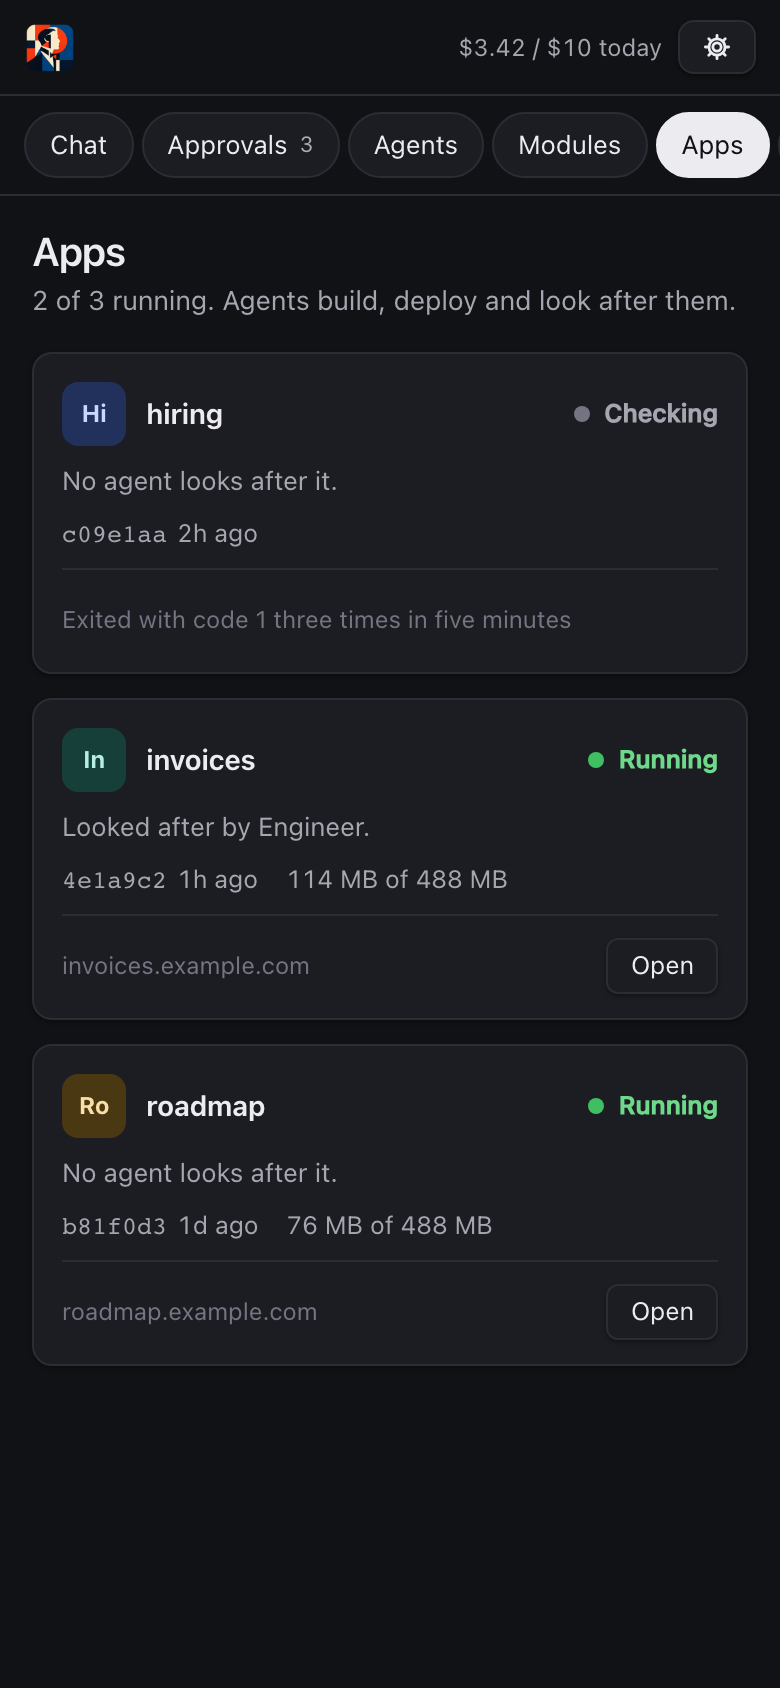 $3.42 / $10 today
Chat
Approvals 3
Agents
Modules
Apps
Apps
2 of 3 running. Agents build, deploy and look after them.
Hi
hiring
Checking
No agent looks after it.
c09e1aa 2h ago
Exited with code 1 three times in five minutes
In
invoices
Running
Looked after by Engineer.
4e1a9c2 1h ago 114 MB of 488 MB
invoices.example.com
Open
Ro
roadmap
Running
No agent looks after it.
b81f0d3 1d ago 76 MB of 488 MB
roadmap.example.com
Open